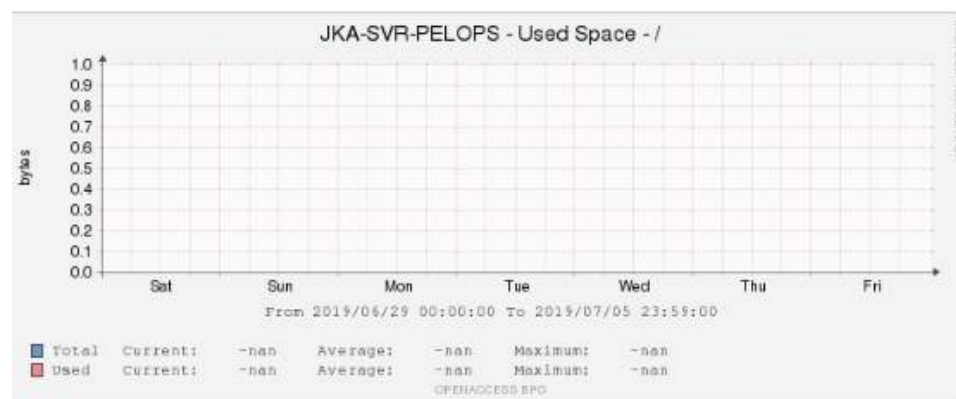 JKA-SVR-PELOPS - Used Space - /
1.0
0.9
0.8
0.7
0.6
0.5
0.4
0.3
0.2
0.1
0.0
bytes
Sat Sun Mon Tue Wed Thu Fri
From 2019/06/29 00:00:00 To 2019/07/05 23:59:00
Total Current: -nan Average: -nan Maximum: -nan
Used Current: -nan Average: -nan Maximum: -nan
OPENACCESS BPO